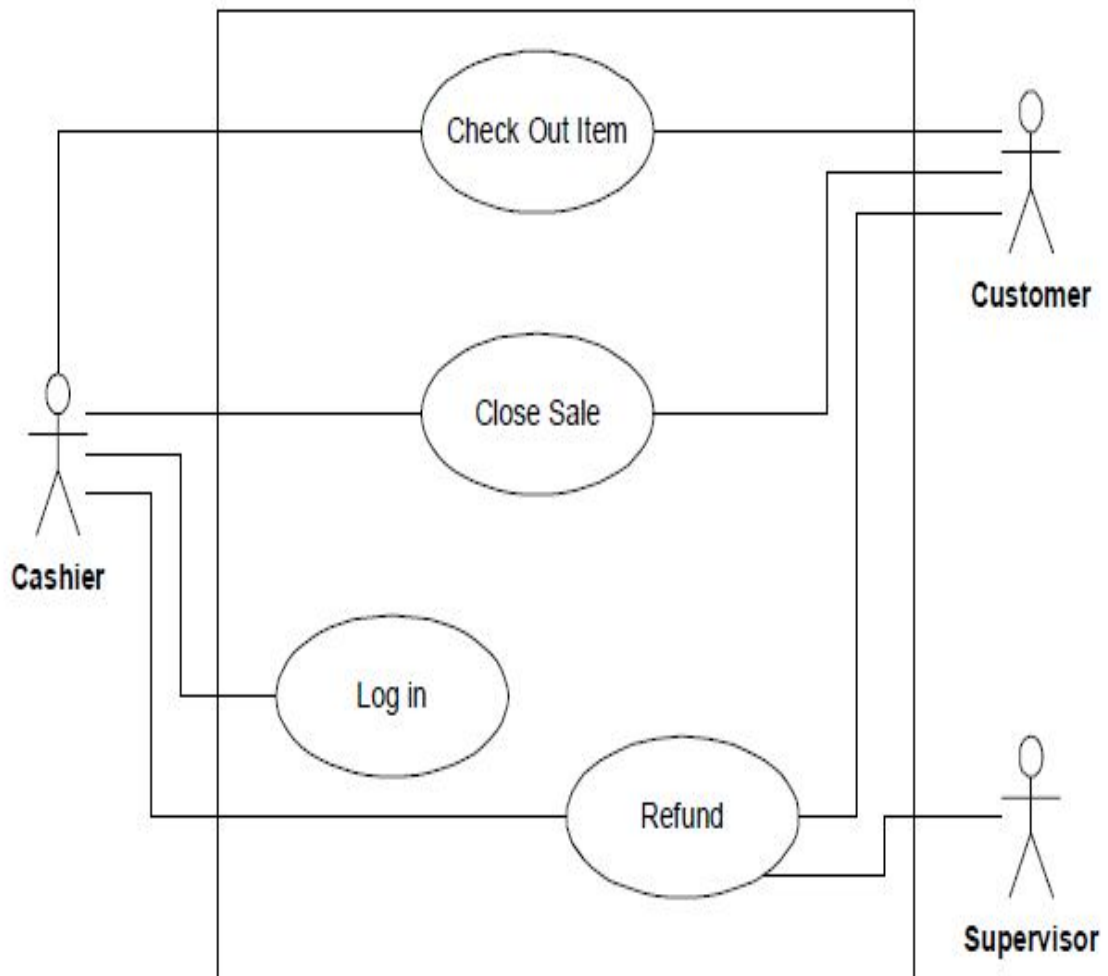 Check Out Item
Customer
Close Sale
Cashier
Log in
Refund
Supervisor